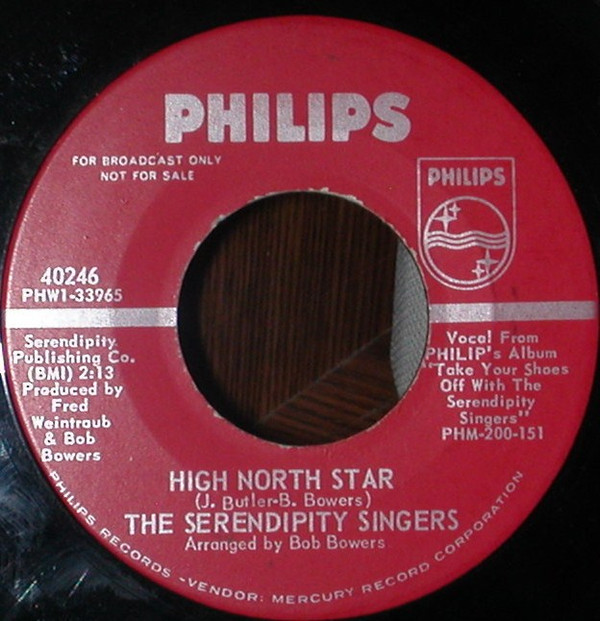 PHILIPS
FOR BROADCAST ONLY
NOT FOR SALE
PHILIPS
40246
PHW1-33965
Serendipity
Publishing Co.
(BMI) 2:13
Produced by
Fred
Weintraub
& Bob
Bowers
Vocal From
PHILIP's Album
"Take Your Shoes
Off With The
Serendipity
Singers"
PHM-200-151
HIGH NORTH STAR
(J. Butler-B. Bowers)
THE SERENDIPITY SINGERS
Arranged by Bob Bowers
PHILIPS RECORDS -VENDOR: MERCURY RECORD CORPORATION